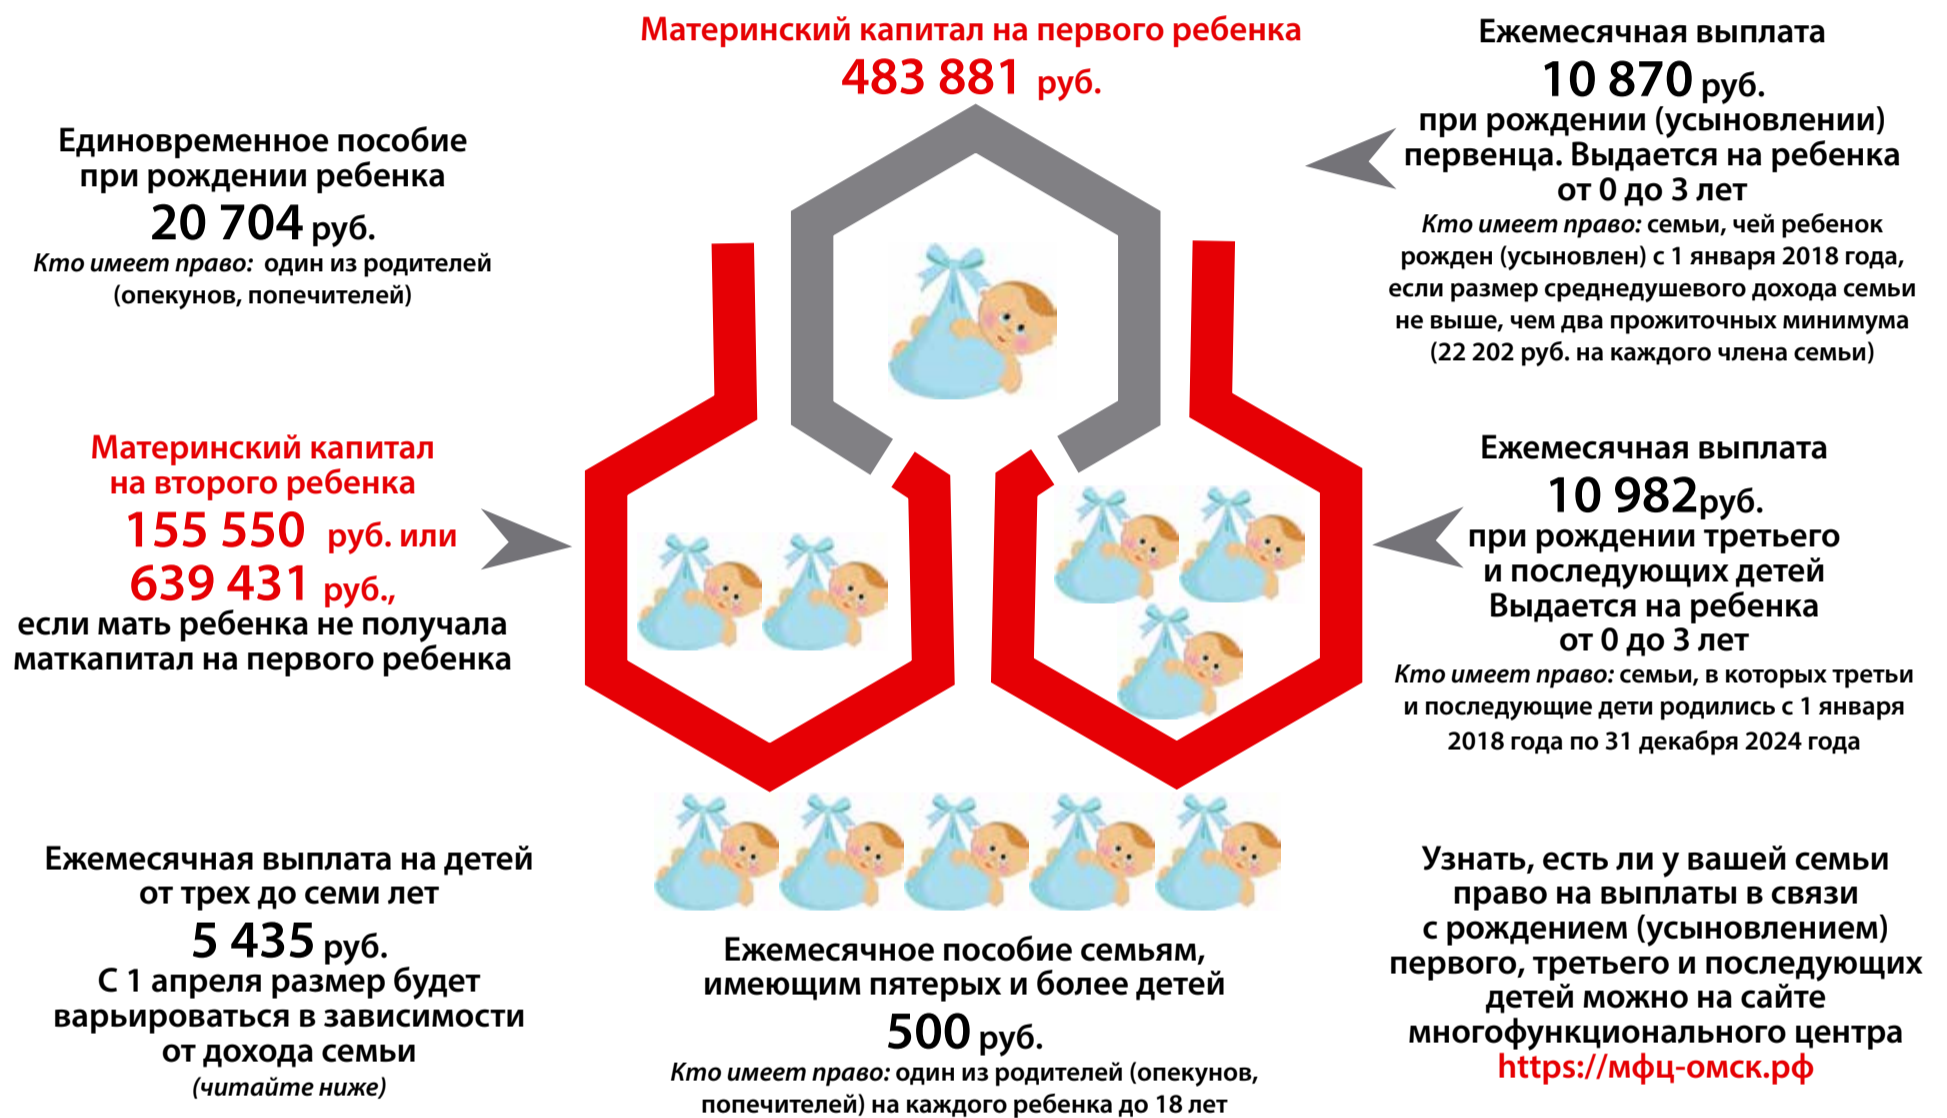 Материнский капитал на первого ребенка
483 881 руб.
Единовременное пособие
при рождении ребенка
20 704 руб.
Кто имеет право: один из родителей
(опекунов, попечителей)
Ежемесячная выплата
10 870 руб.
при рождении (усыновлении)
первенца. Выдается на ребенка
от 0 до 3 лет
Кто имеет право: семьи, чей ребенок
рожден (усыновлен) с 1 января 2018 года,
если размер среднедушевого дохода семьи
не выше, чем два прожиточных минимума
(22 202 руб. на каждого члена семьи)
Материнский капитал
на второго ребенка
155 550 руб. или
639 431 руб.,
если мать ребенка не получала
маткапитал на первого ребенка
Ежемесячная выплата
10 982руб.
при рождении третьего
и последующих детей
Выдается на ребенка
от 0 до 3 лет
Кто имеет право: семьи, в которых третьи
и последующие дети родились с 1 января
2018 года по 31 декабря 2024 года
Ежемесячная выплата на детей
от трех до семи лет
5 435 руб.
С 1 апреля размер будет
варьироваться в зависимости
от дохода семьи
(читайте ниже)
Ежемесячное пособие семьям,
имеющим пятерых и более детей
500 руб.
Кто имеет право: один из родителей (опекунов,
попечителей) на каждого ребенка до 18 лет
Узнать, есть ли у вашей семьи
право на выплаты в связи
с рождением (усыновлением)
первого, третьего и последующих
детей можно на сайте
многофункционального центра
https://мфц-омск.рф